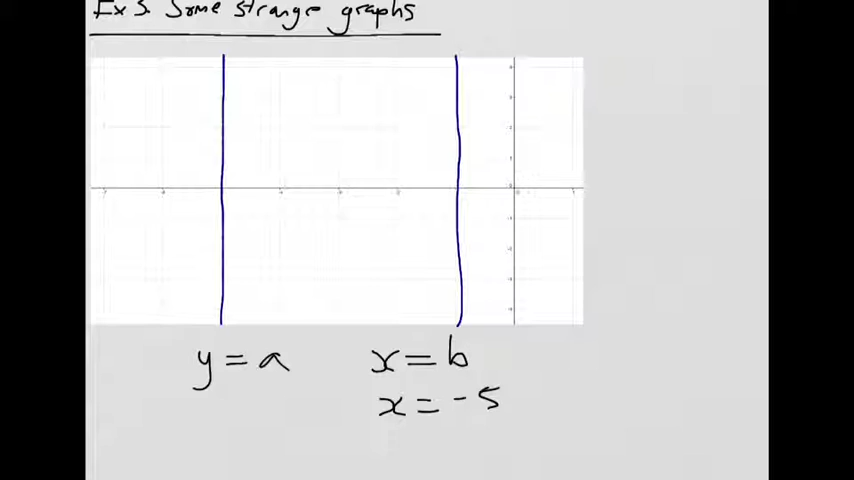 Ex 3. Some strange graphs
y = a x = b
x = -5